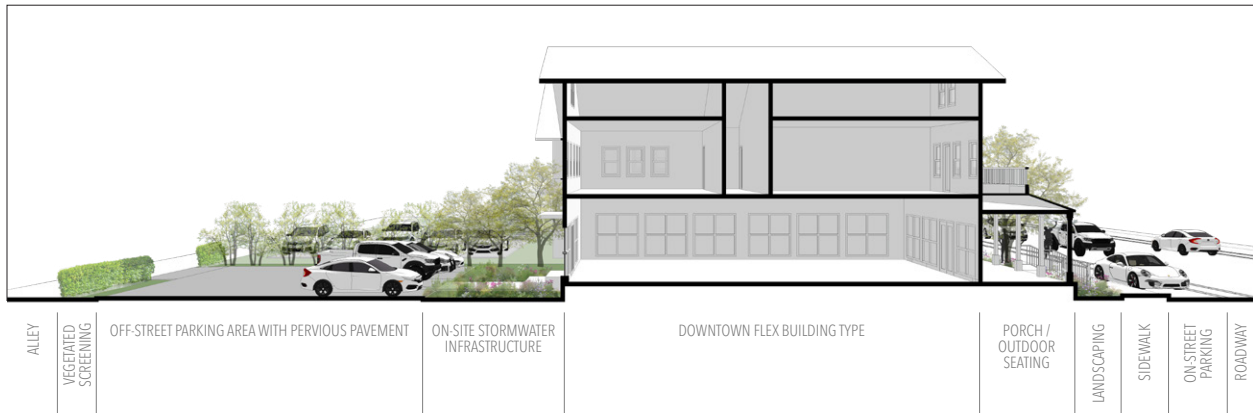 ALLEY
VEGETATED
SCREENING
OFF-STREET PARKING AREA WITH PERVIOUS PAVEMENT
ON-SITE STORMWATER
INFRASTRUCTURE
DOWNTOWN FLEX BUILDING TYPE
PORCH /
OUTDOOR
SEATING
LANDSCAPING
SIDEWALK
ON-STREET
PARKING
ROADWAY